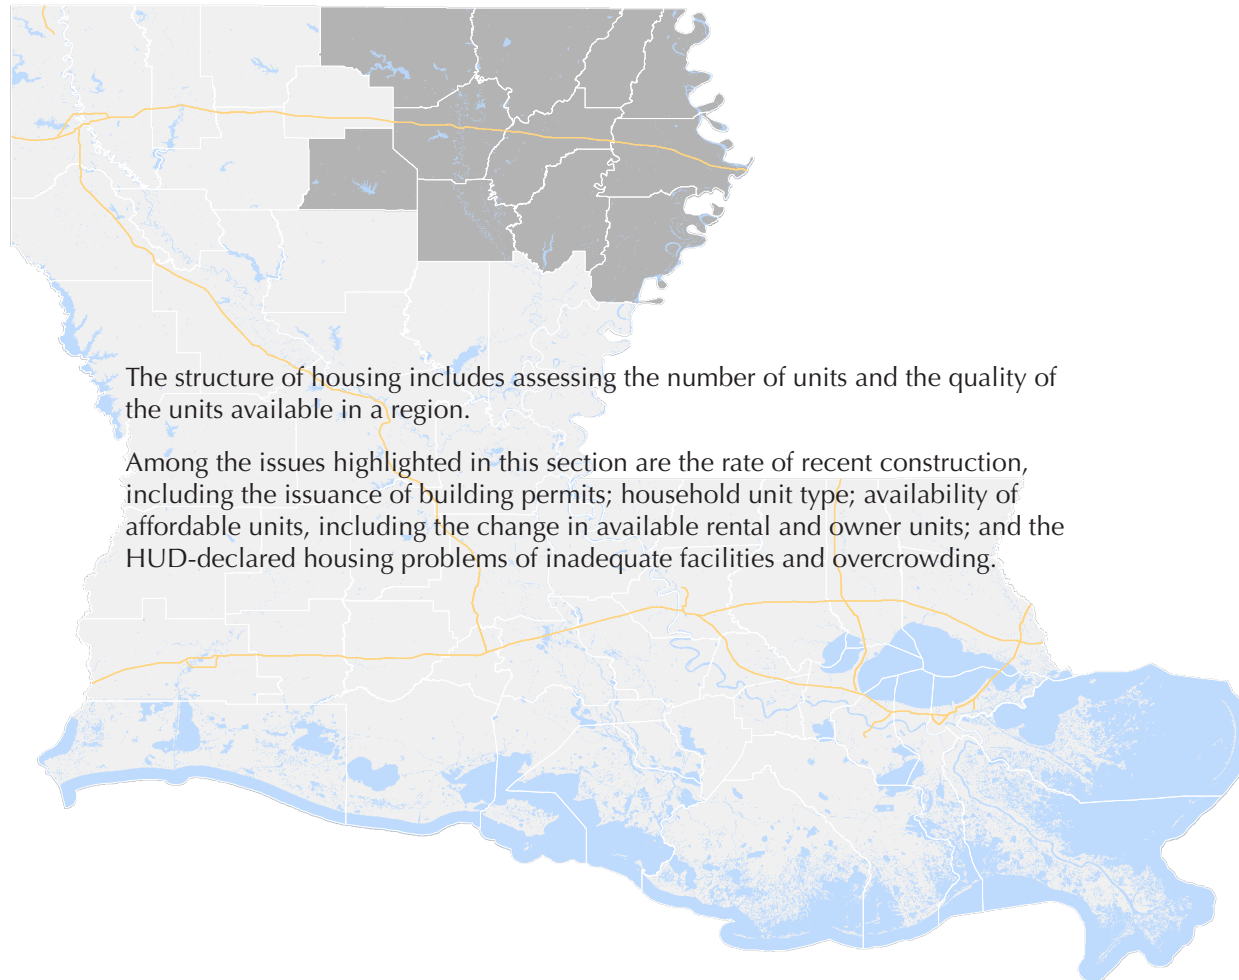 The structure of housing includes assessing the number of units and the quality of
the units available in a region.
Among the issues highlighted in this section are the rate of recent construction,
including the issuance of building permits; household unit type; availability of
affordable units, including the change in available rental and owner units; and the
HUD-declared housing problems of inadequate facilities and overcrowding.